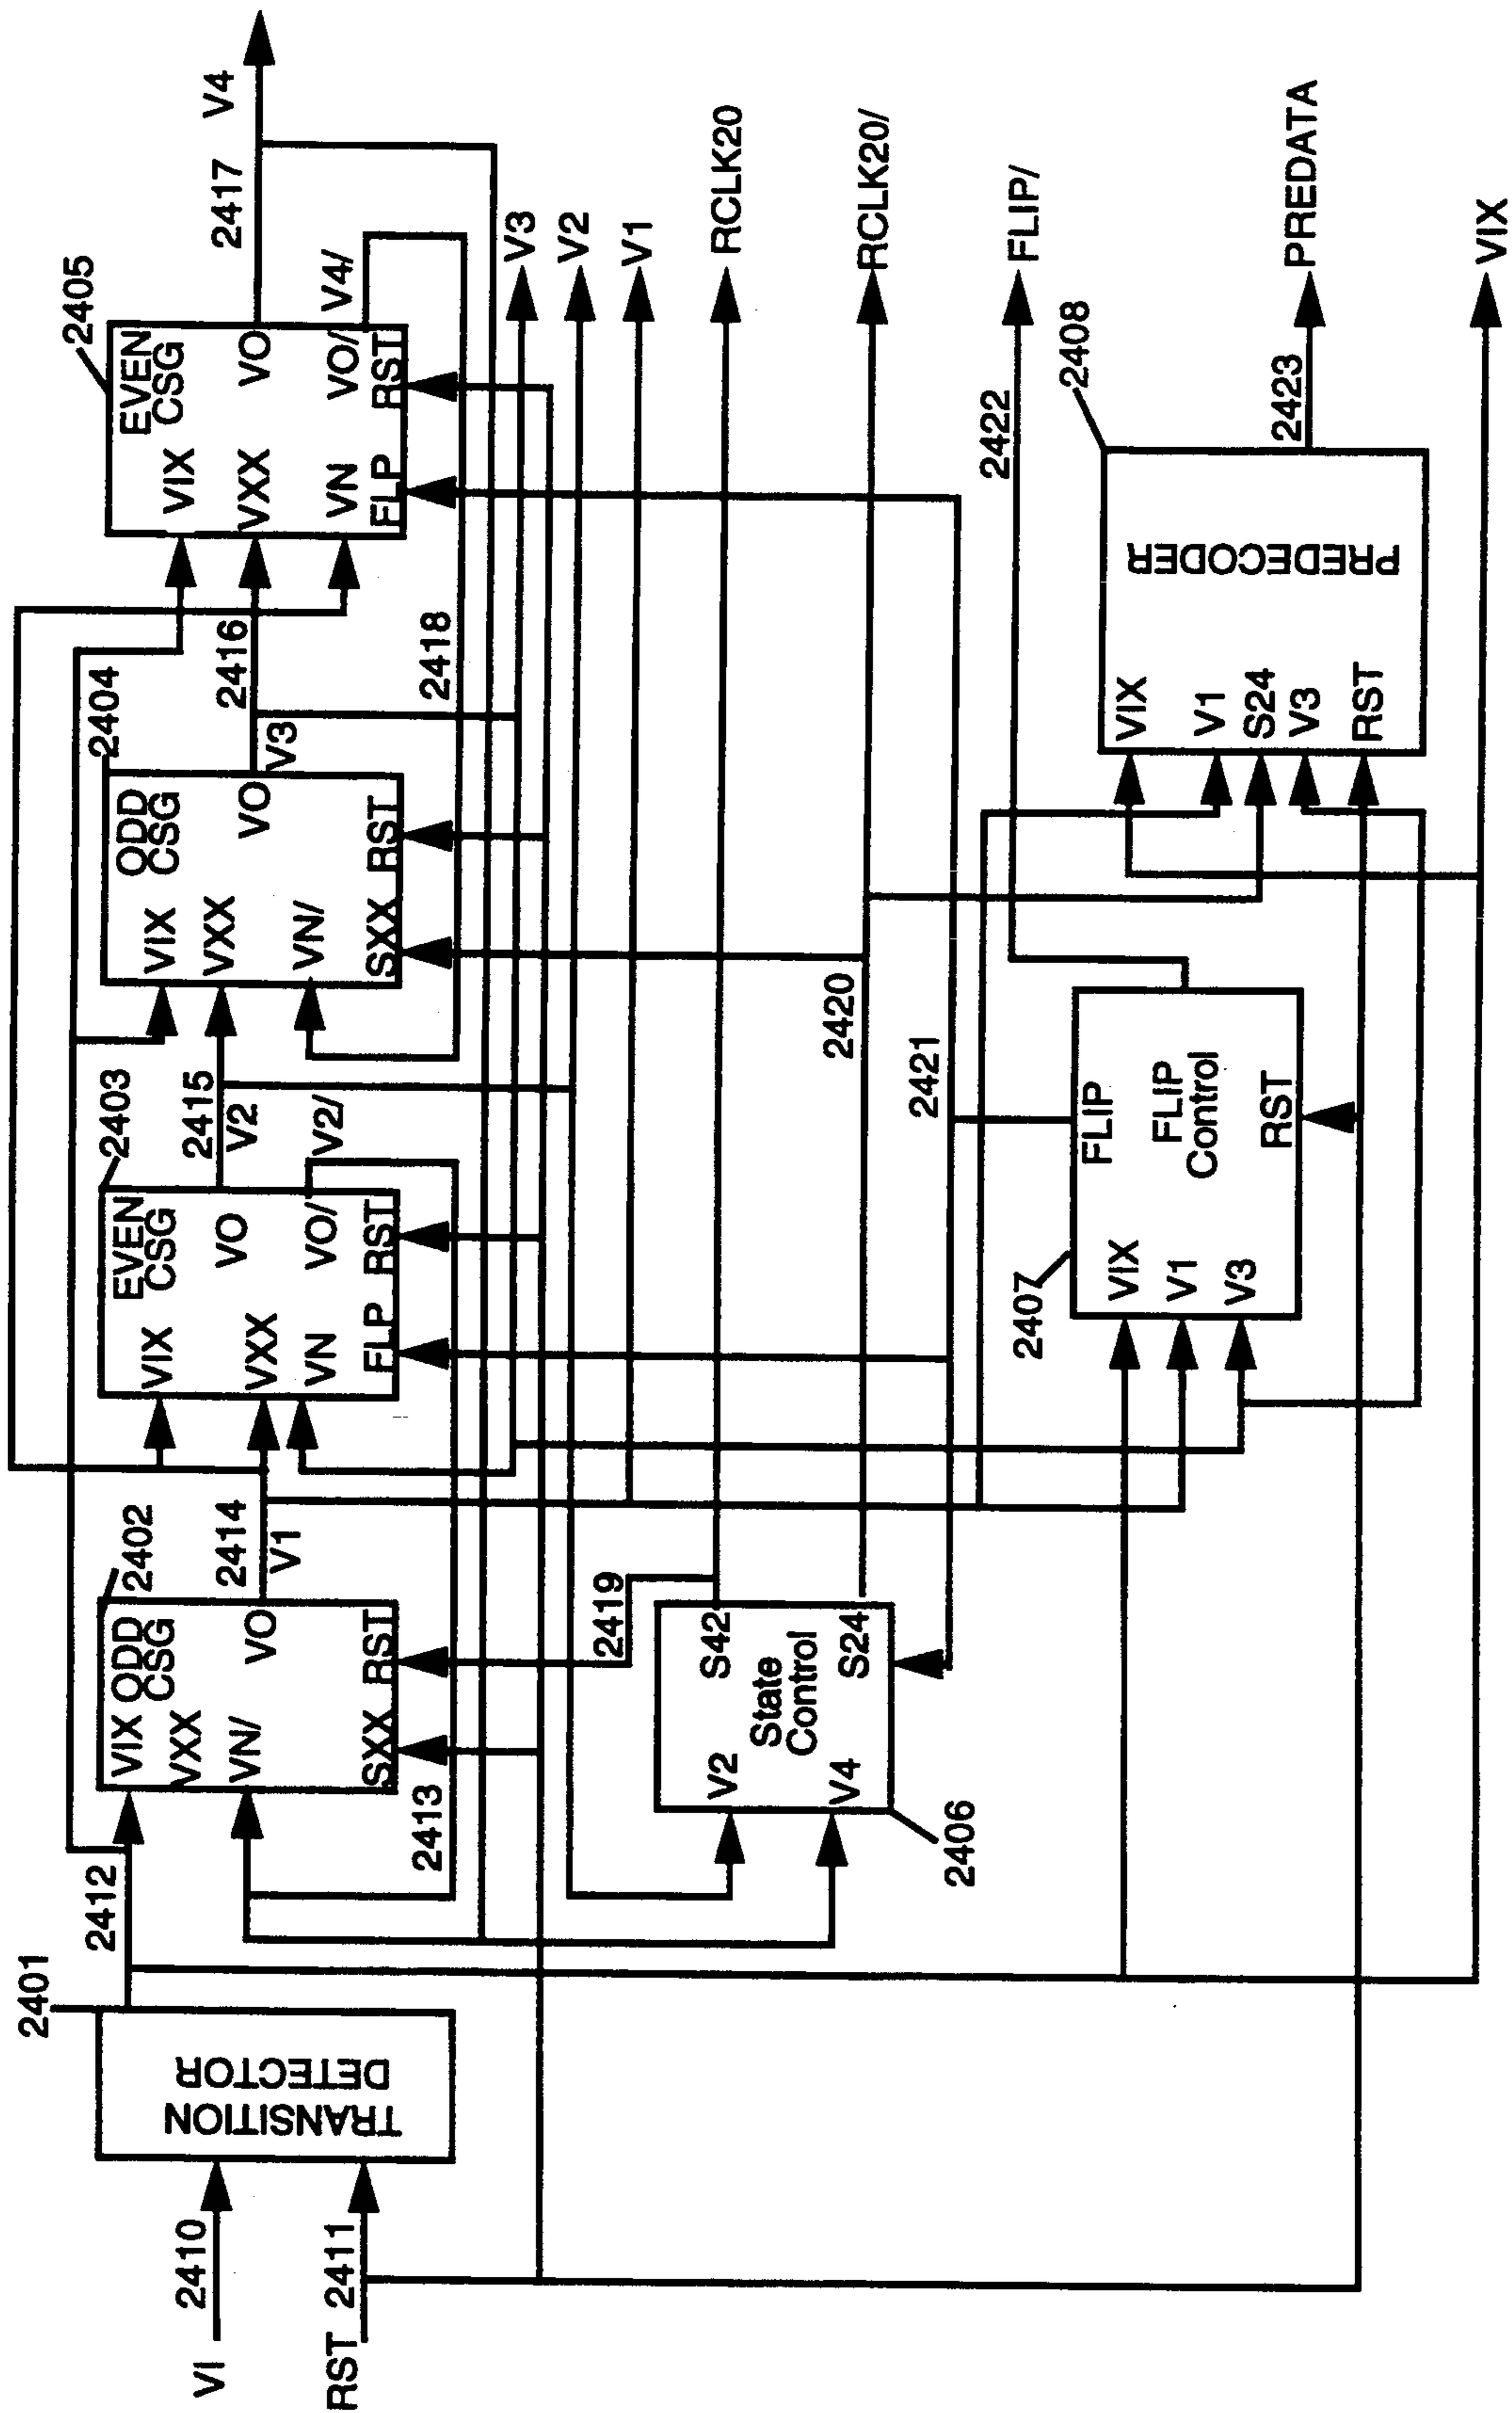 2401
TRANSITION
DETECTOR
VI
2410
RST
2411
2412
2402
ODD
CSG
VIX
VXX
VN/
VO
SXX
RST
2413
2414
V1
2403
EVEN
CSG
VIX
VXX
VN
VO
VO/
FLP
RST
2415
V2
V2/
2404
ODD
CSG
VIX
VXX
VN/
VO
SXX
RST
V3
2416
2418
2405
EVEN
CSG
VIX
VXX
VN
VO
VO/
FLP
RST
V4/
2417
V4
V3
V2
V1
RCLK20
RCLK20/
FLIP/
PREDATA
VIX
2419
S42
State
Control
S24
V2
V4
2406
2420
2421
2407
FLIP
FLIP
Control
VIX
V1
V3
RST
2422
2408
PREDECODER
VIX
V1
S24
V3
RST
2423